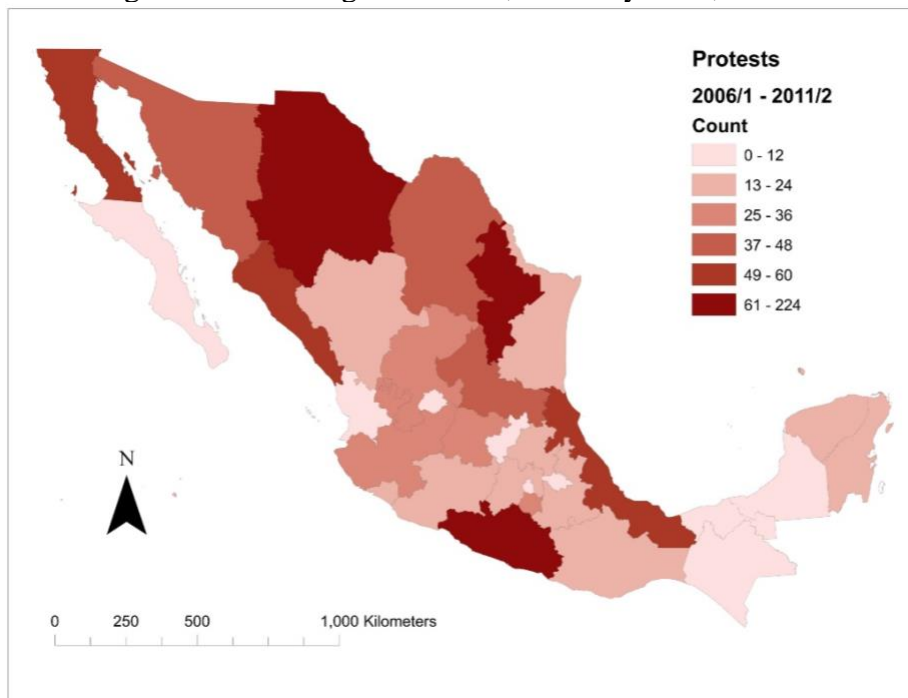 Protests
2006/1 - 2011/2
Count
0 - 12
13 - 24
25 - 36
37 - 48
49 - 60
61 - 224
N
0 250 500 1,000 Kilometers